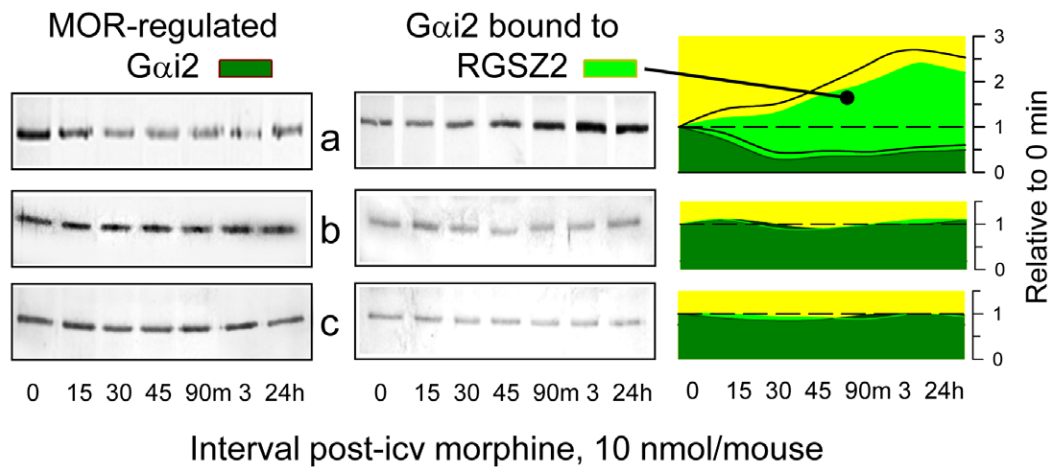 MOR-regulated
Gαi2
Gαi2 bound to
RGSZ2
a
b
c
3
2
1
0
1
0
1
0
Relative to 0 min
0 15 30 45 90m 3 24h
0 15 30 45 90m 3 24h
0 15 30 45 90m 3 24h
Interval post-icv morphine, 10 nmol/mouse